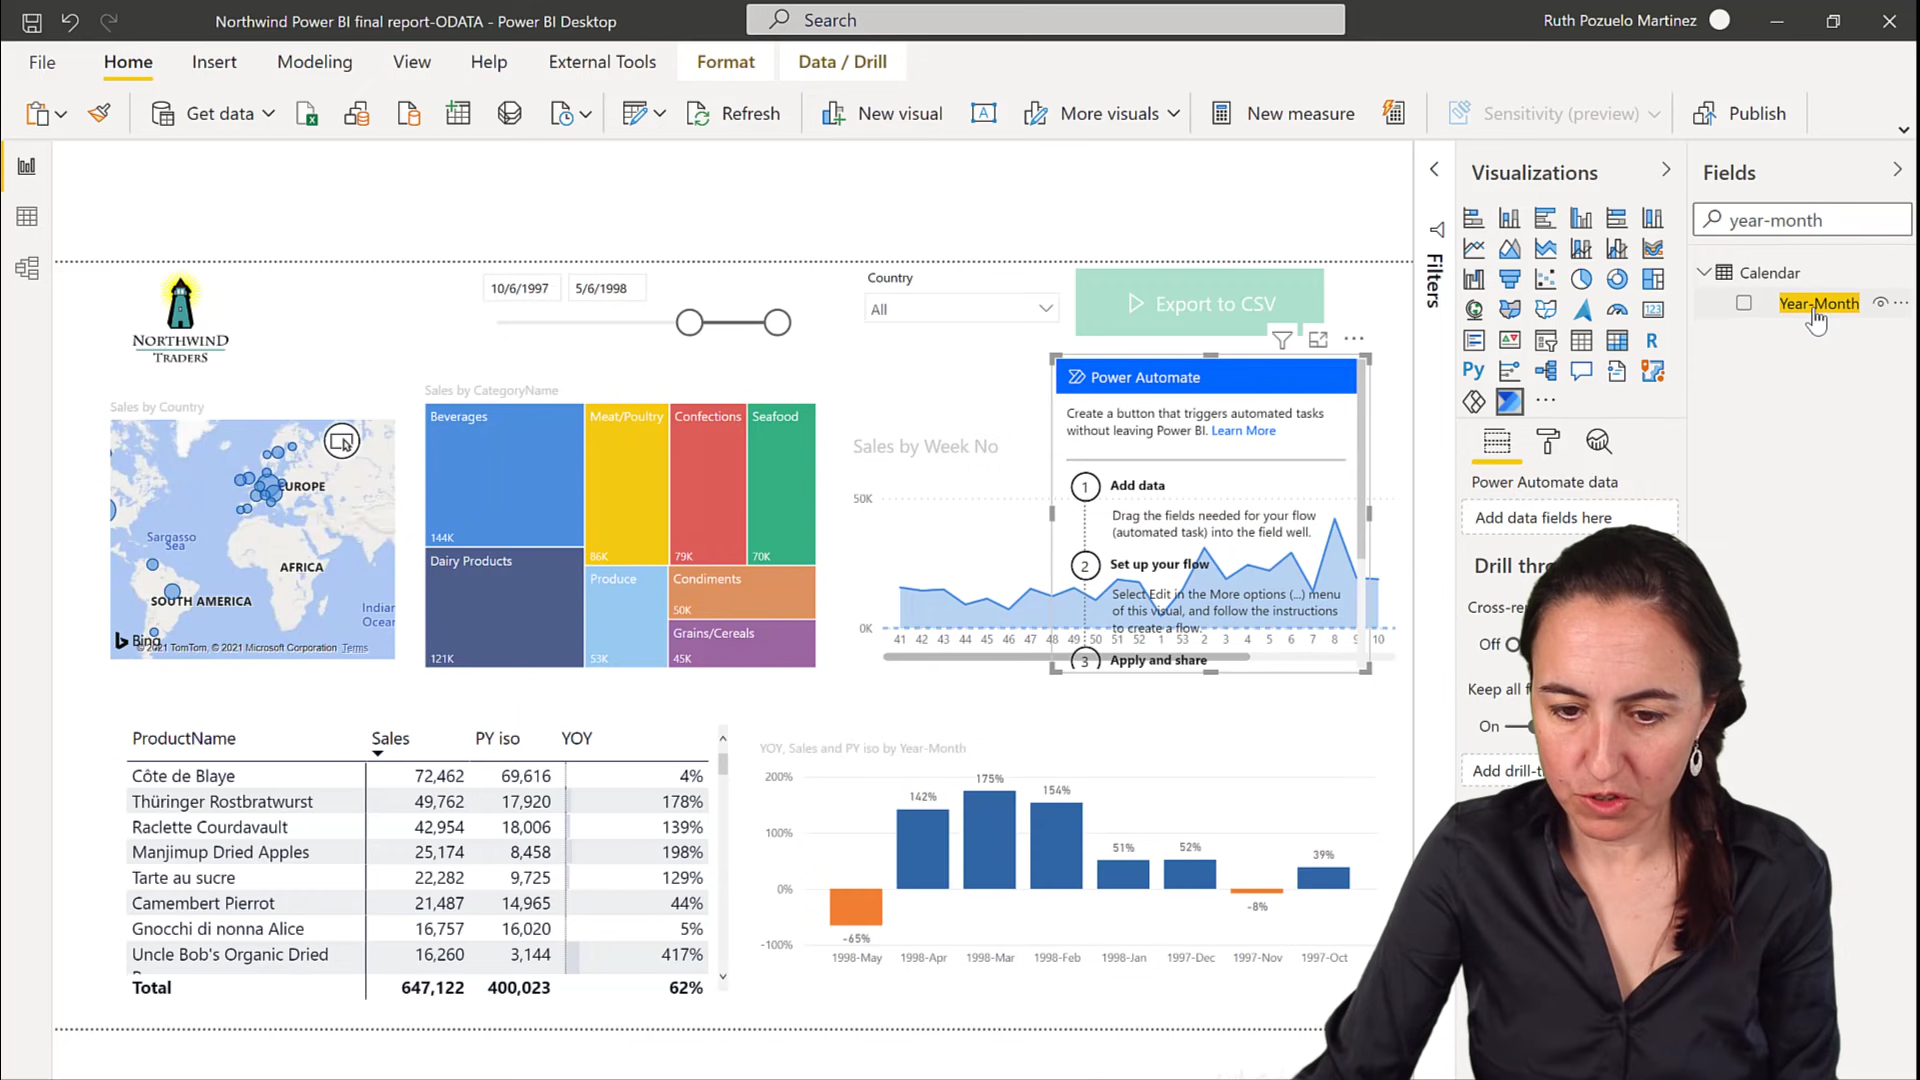 Northwind Power BI final report-ODATA - Power BI Desktop
Search
Ruth Pozuelo Martinez
File Home Insert Modeling View Help External Tools Format Data / Drill
Get data Refresh New visual More visuals New measure Sensitivity (preview) Publish
Visualizations
Fields
year-month
Calendar
Year-Month
Filters
R
Py
Power Automate data
Add data fields here
Drill thr
Cross-re
Off
Keep all f
On
Add drill-t
NORTHWIND
TRADERS
10/6/1997 5/6/1998
Country
All
Export to CSV
Sales by Country
EUROPE
Sargasso
Sea
AFRICA
SOUTH AMERICA
Indian
Ocea
Bing
© 2021 TomTom, © 2021 Microsoft Corporation Terms
Sales by CategoryName
Beverages
144K
Dairy Products
121K
Meat/Poultry
86K
Confections
79K
Seafood
70K
Produce
53K
Condiments
50K
Grains/Cereals
45K
Sales by Week No
50K
0K
41 42 43 44 45 46 47 48 49 50 51 52 1 53 2 3 4 5 6 7 8 9 10
Power Automate
Create a button that triggers automated tasks
without leaving Power BI. Learn More
1 Add data
Drag the fields needed for your flow
(automated task) into the field well.
2 Set up your flow
Select Edit in the More options (...) menu
of this visual, and follow the instructions
to create a flow.
3 Apply and share
ProductName Sales PY iso YOY
Côte de Blaye 72,462 69,616 4%
Thüringer Rostbratwurst 49,762 17,920 178%
Raclette Courdavault 42,954 18,006 139%
Manjimup Dried Apples 25,174 8,458 198%
Tarte au sucre 22,282 9,725 129%
Camembert Pierrot 21,487 14,965 44%
Gnocchi di nonna Alice 16,757 16,020 5%
Uncle Bob's Organic Dried 16,260 3,144 417%
Total 647,122 400,023 62%
YOY, Sales and PY iso by Year-Month
200%
100%
0%
-100%
-65% 142% 175% 154% 51% 52% -8% 39%
1998-May 1998-Apr 1998-Mar 1998-Feb 1998-Jan 1997-Dec 1997-Nov 1997-Oct